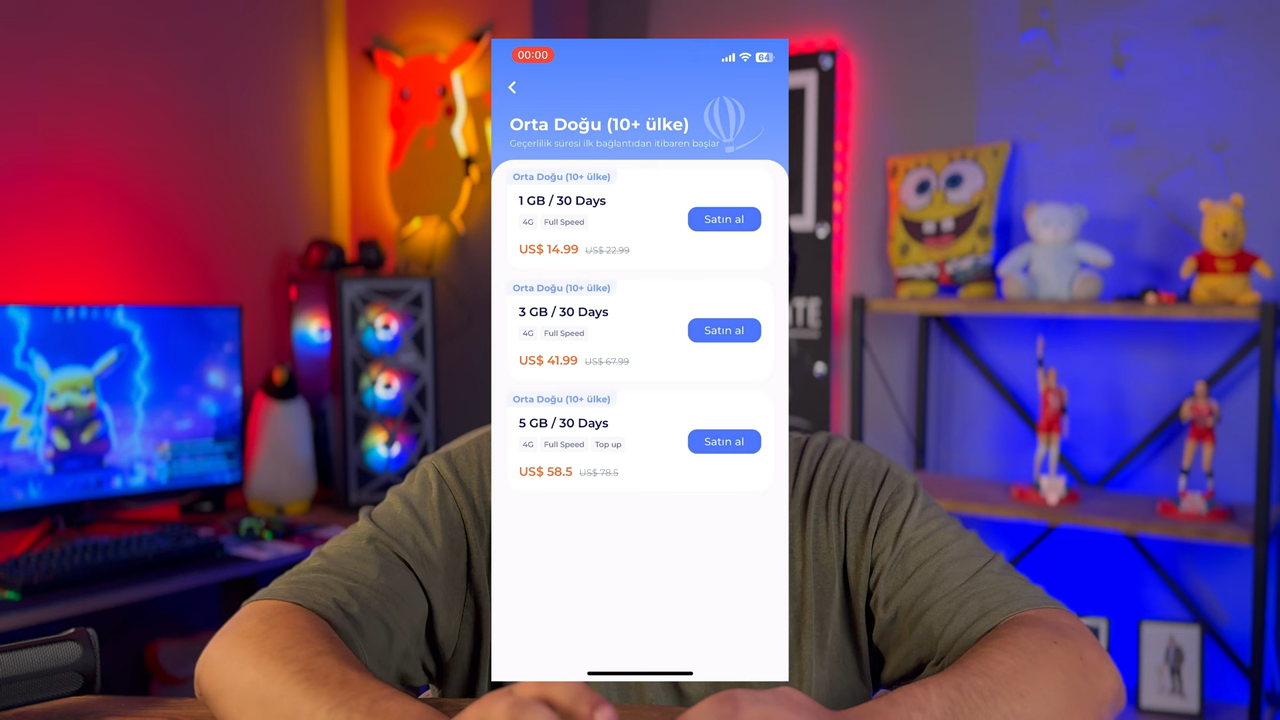 00:00
64
Orta Doğu (10+ ülke)
Geçerlilik süresi ilk bağlantıdan itibaren başlar
Orta Doğu (10+ ülke)
1 GB / 30 Days
4G Full Speed
Satın al
US$ 14.99 US$ 22.99
Orta Doğu (10+ ülke)
3 GB / 30 Days
4G Full Speed
Satın al
US$ 41.99 US$ 67.99
Orta Doğu (10+ ülke)
5 GB / 30 Days
4G Full Speed Top up
Satın al
US$ 58.5 US$ 78.5